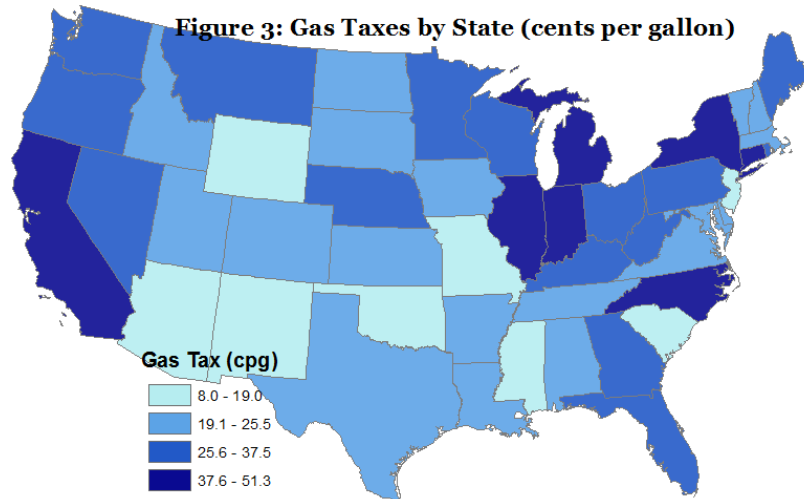 Figure 3: Gas Taxes by State (cents per gallon)
Gas Tax (cpg)
8.0 - 19.0
19.1 - 25.5
25.6 - 37.5
37.6 - 51.3